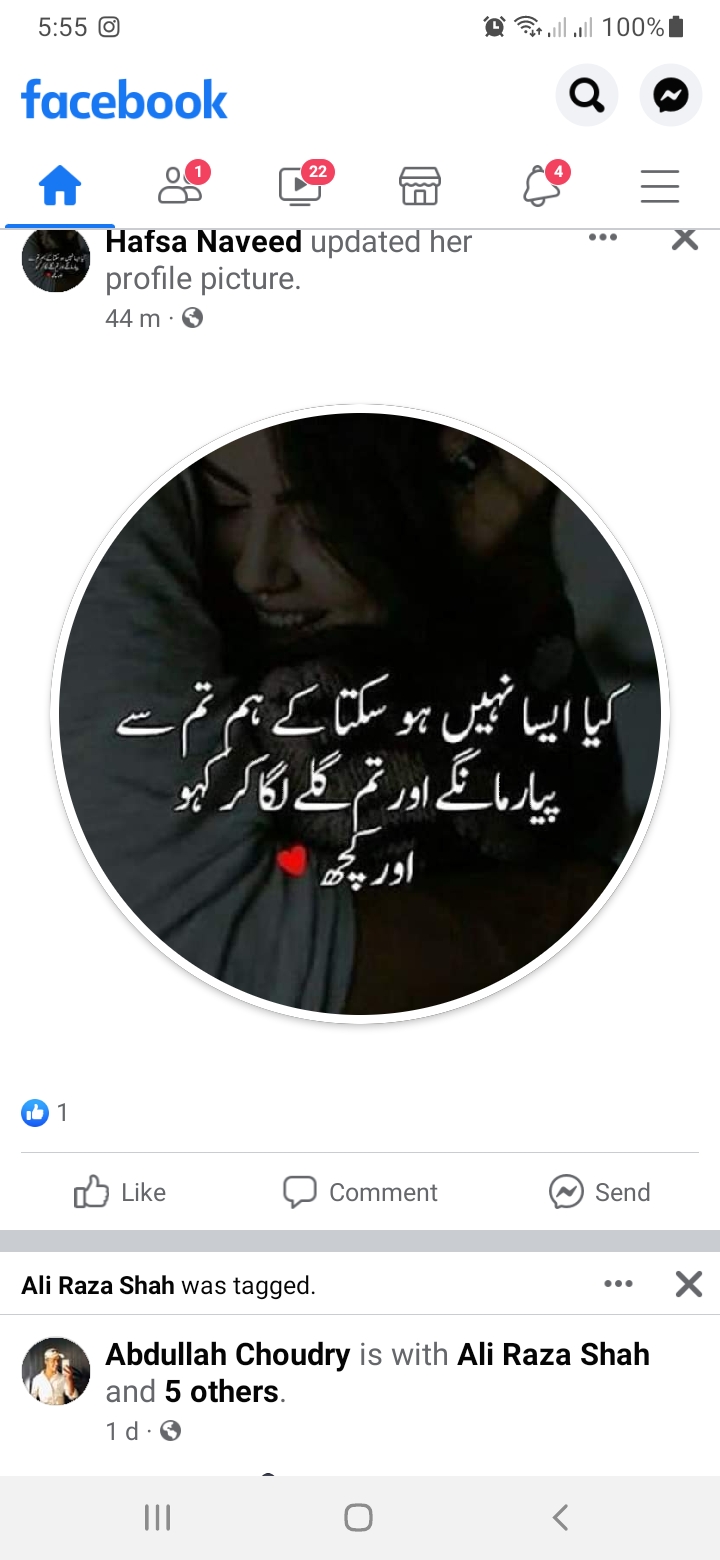 5:55
100%
facebook
1
22
4
Hafsa Naveed updated her
profile picture.
44 m ·
کیا ایسا نہیں ہو سکتا کے ہم تم سے
پیار مانگے اور تم گلے لگا کر کہو
اور کچھ
1
Like
Comment
Send
Ali Raza Shah was tagged.
Abdullah Choudry is with Ali Raza Shah
and 5 others.
1 d ·